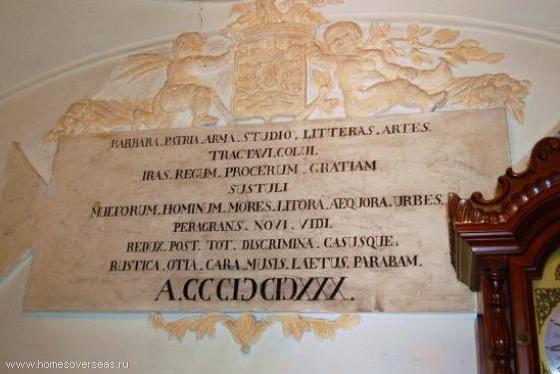 BARBARA . PATRIA . ARMA . STUDIO . LITTERAS . ARTES.
TRACTAVI . COLUI .
IRAS . REGUM . PROCERUM . GRATIAM
SUSTULI
MULTORUM . HOMINUM . MORES . LITORA . AEQUORA . URBES .
PERAGRANS . NOVI . VIDI .
REDUX . POST . TOT . DISCRIMINA . CASUSQUE .
RUSTICA . OTIA . CARA . MUSIS . LAETUS . PARABAM .
www.homesoverseas.ru